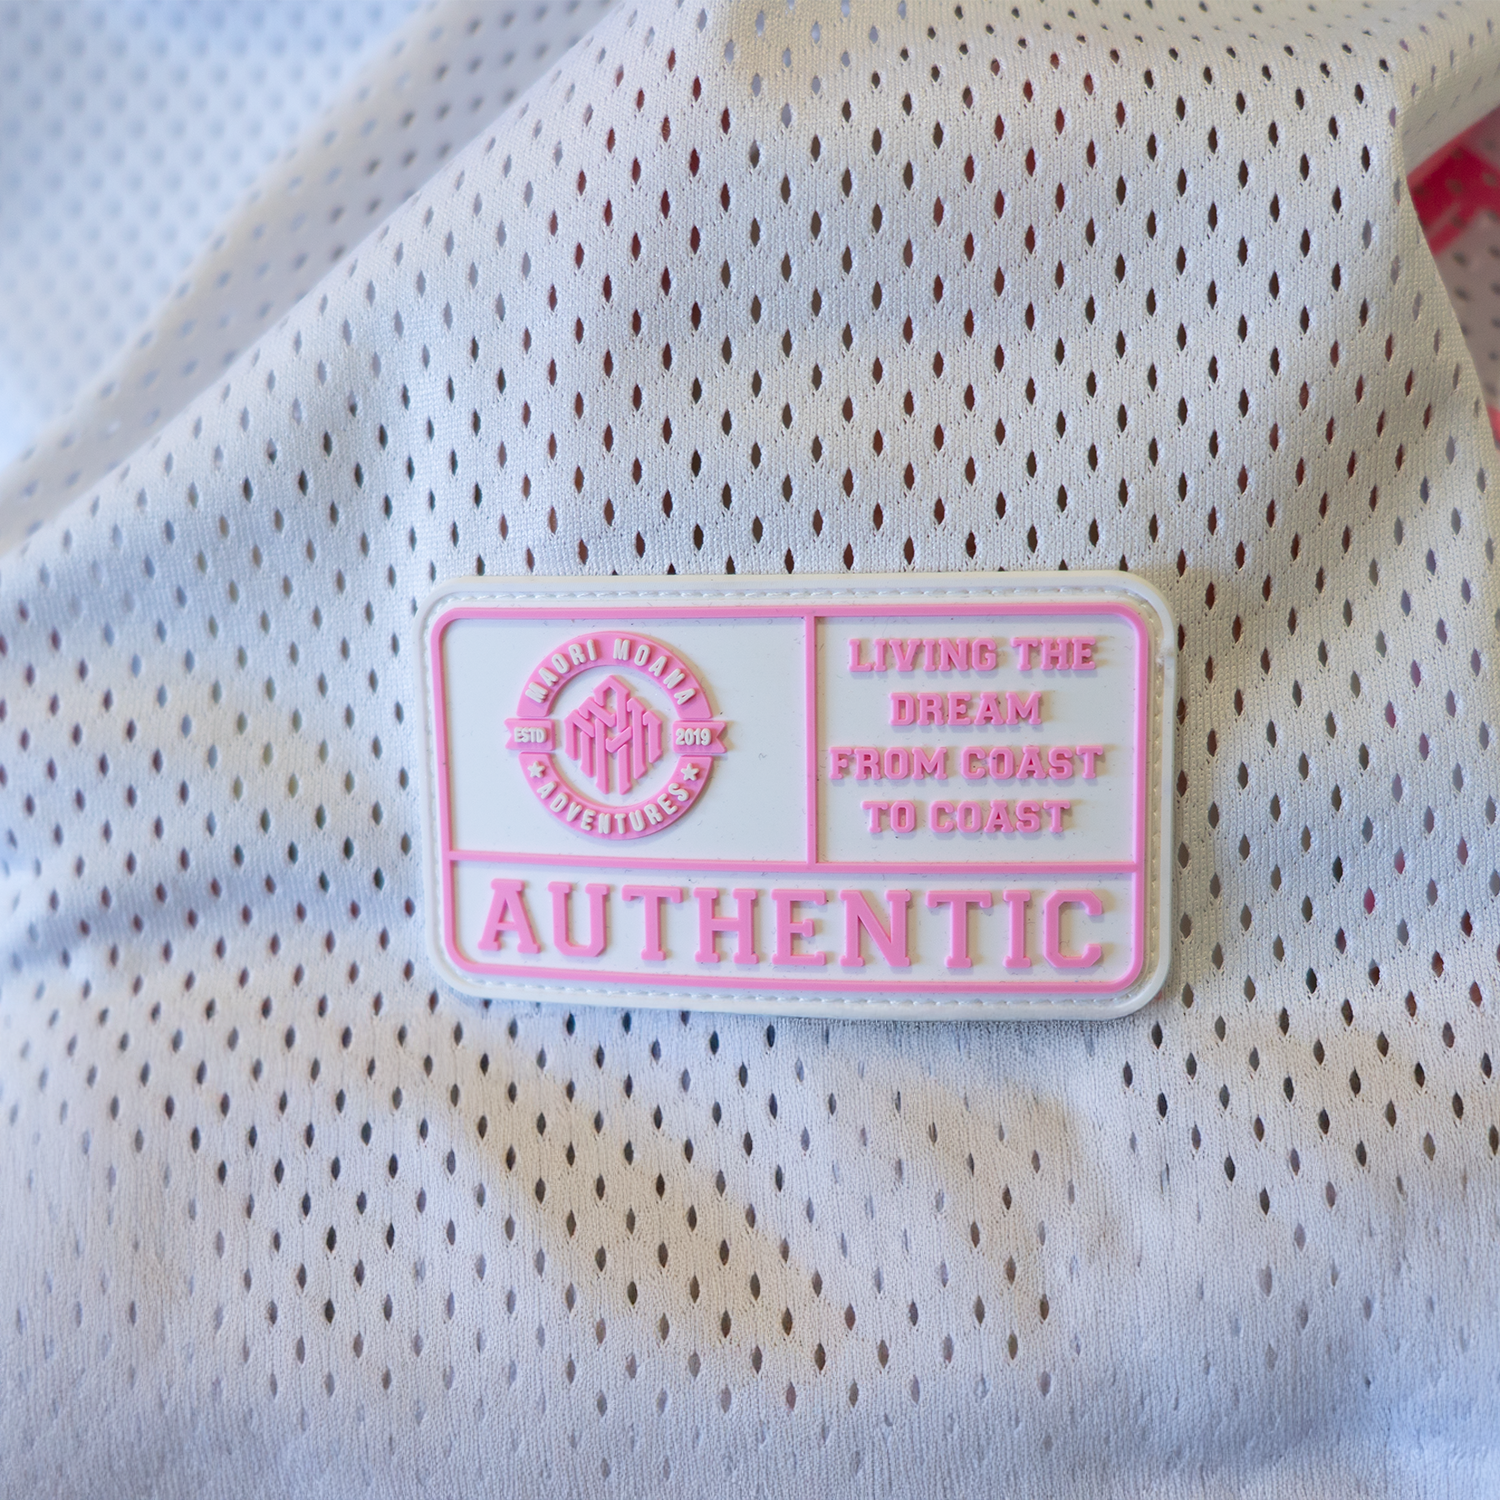 MAORI MOANA
ESTD 2019
ADVENTURES
LIVING THE
DREAM
FROM COAST
TO COAST
AUTHENTIC